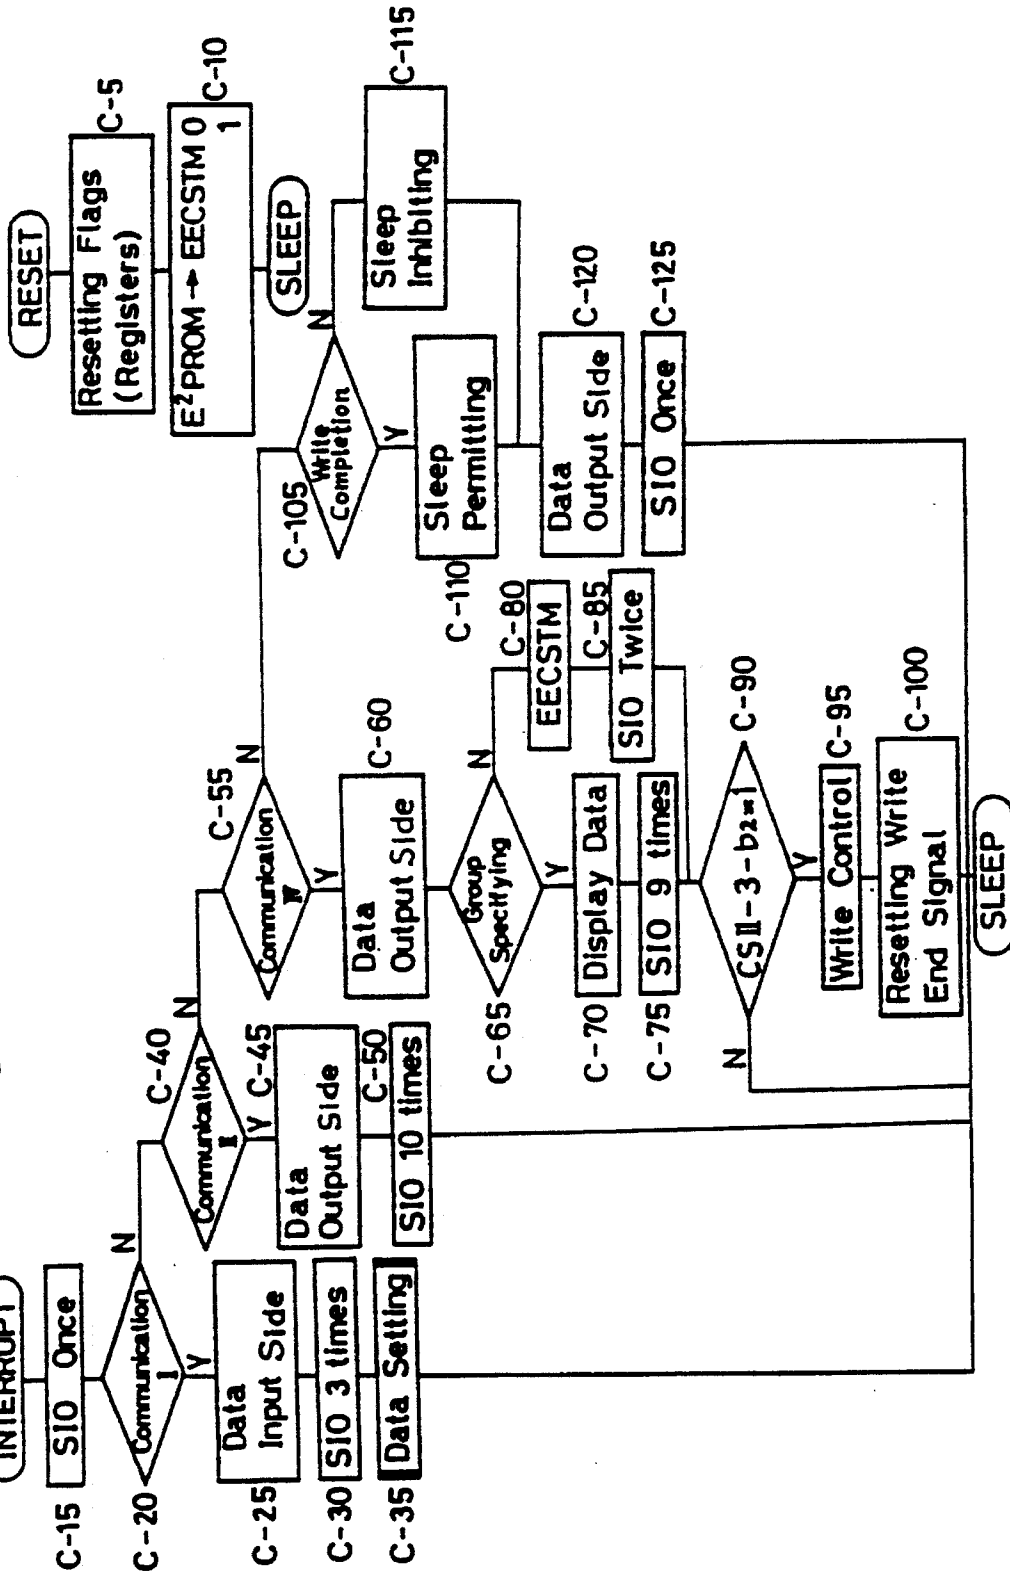 RESET
Resetting Flags
(Registers)
C-5
E²PROM → EECSTM 0
1
C-10
SLEEP
INTERRUPT
C-15
SIO Once
C-20
Communication
I
N
Y
C-25
Data
Input Side
C-30
SIO 3 times
C-35
Data Setting
C-40
Communication
II
N
Y
C-45
Data
Output Side
C-50
SIO 10 times
C-55
Communication
IV
N
Y
C-60
Data
Output Side
C-65
Group
Specifying
N
Y
C-70
Display Data
C-75
SIO 9 times
C-80
EECSTM
C-85
SIO Twice
C-90
CSII-3-b2=1
N
Y
C-95
Write Control
C-100
Resetting Write
End Signal
SLEEP
C-105
Write
Completion
N
Y
C-110
Sleep
Permitting
C-115
Sleep
Inhibiting
C-120
Data
Output Side
C-125
SIO Once